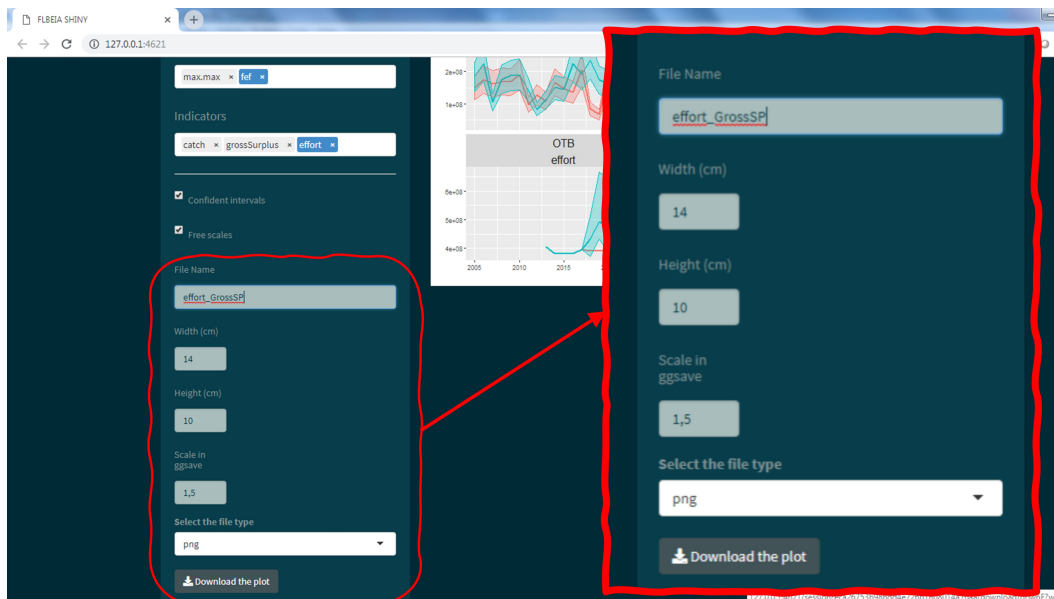 FLBEIA SHINY × +
127.0.0.1:4621
max.max × fef ×
Indicators
catch × grossSurplus × effort ×
Confident intervals
Free scales
File Name
effort_GrossSP
Width (cm)
14
Height (cm)
10
Scale in
ggsave
1,5
Select the file type
png
Download the plot
2e+08
1e+08
OTB
effort
6e+08
5e+08
4e+08
2005 2010 2015
File Name
effort_GrossSP
Width (cm)
14
Height (cm)
10
Scale in
ggsave
1,5
Select the file type
png
Download the plot